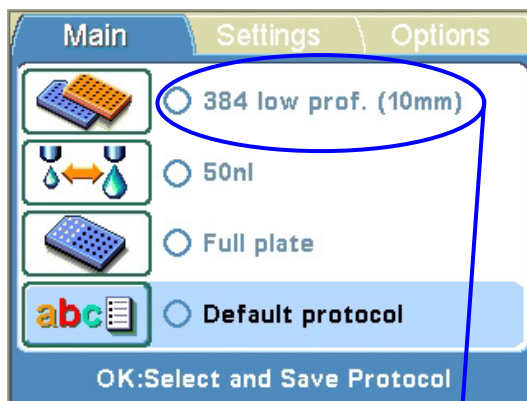 Main Settings Options
384 low prof. (10mm)
50nl
Full plate
abc Default protocol
OK:Select and Save Protocol